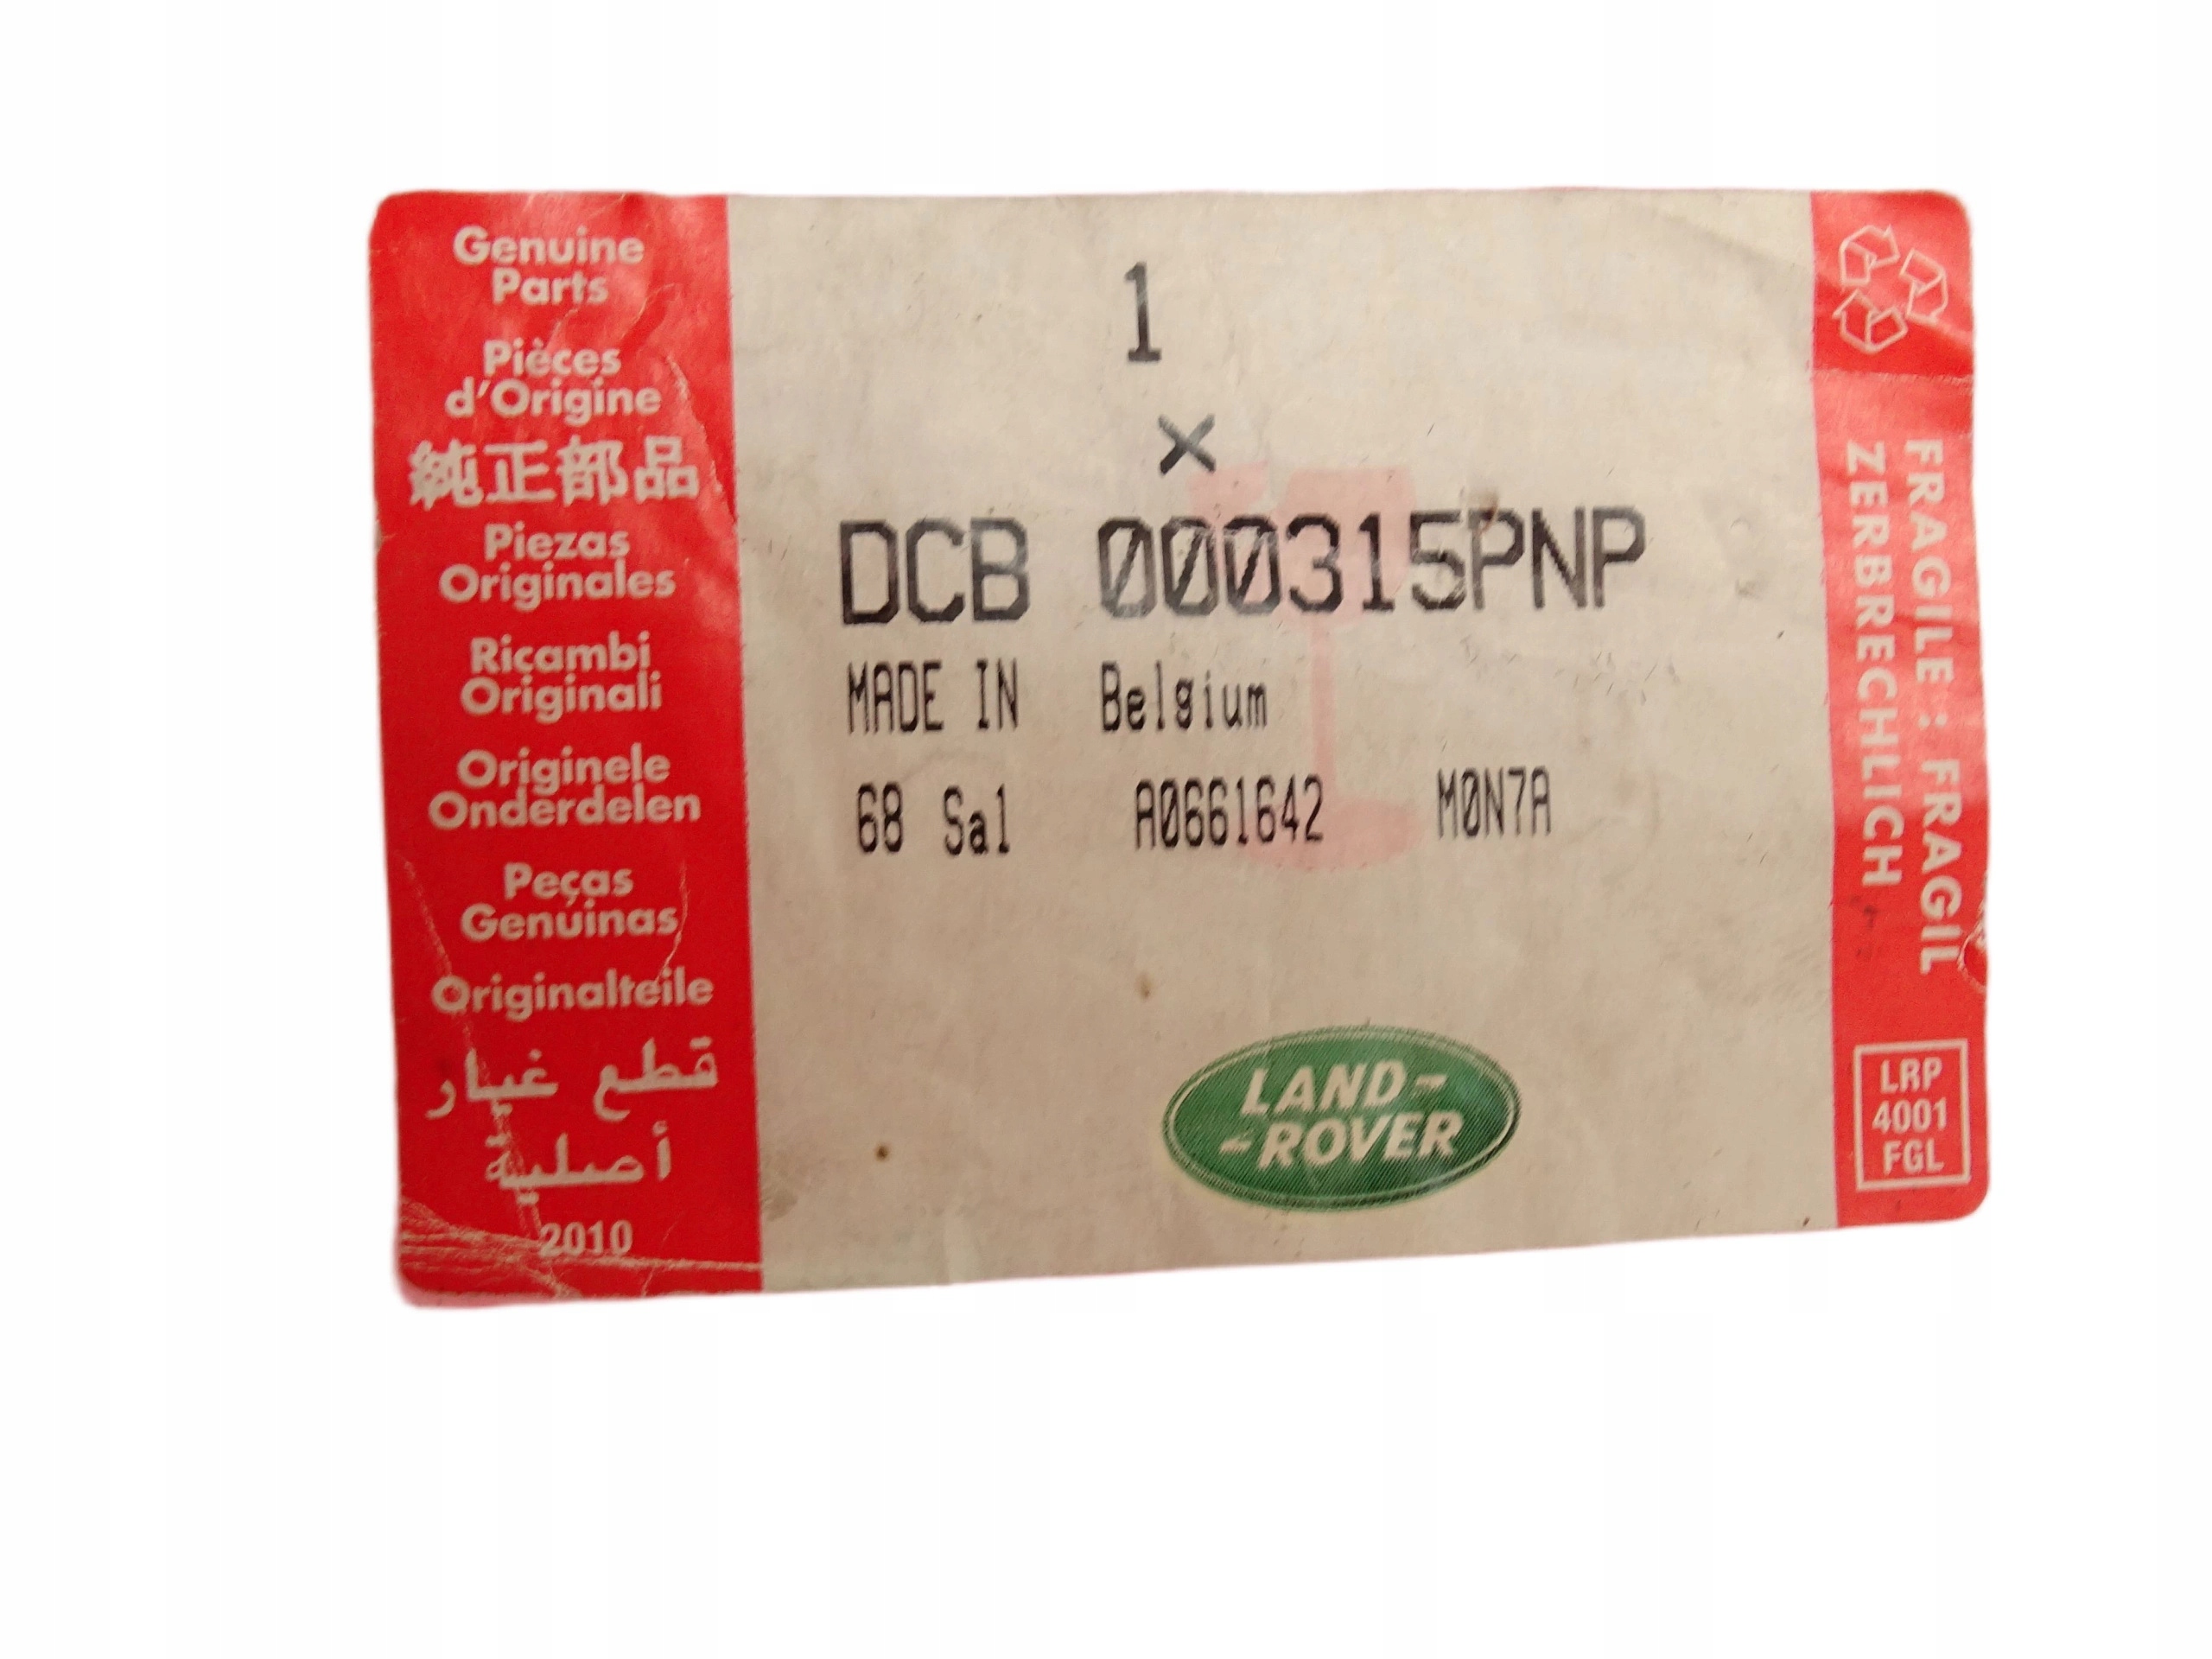 Genuine
Parts
Pièces
d'Origine
純正部品
Piezas
Originales
Ricambi
Originali
Originele
Onderdelen
Peças
Genuinas
Originalteile
قطع غيار
أصلية
2010
1
×
DCB 000315PNP
MADE IN Belgium
68 Sal A0661642 M0N7A
LAND-
-ROVER
FRAGILE : FRAGIL
ZERBRECHLICH
LRP
4001
FGL